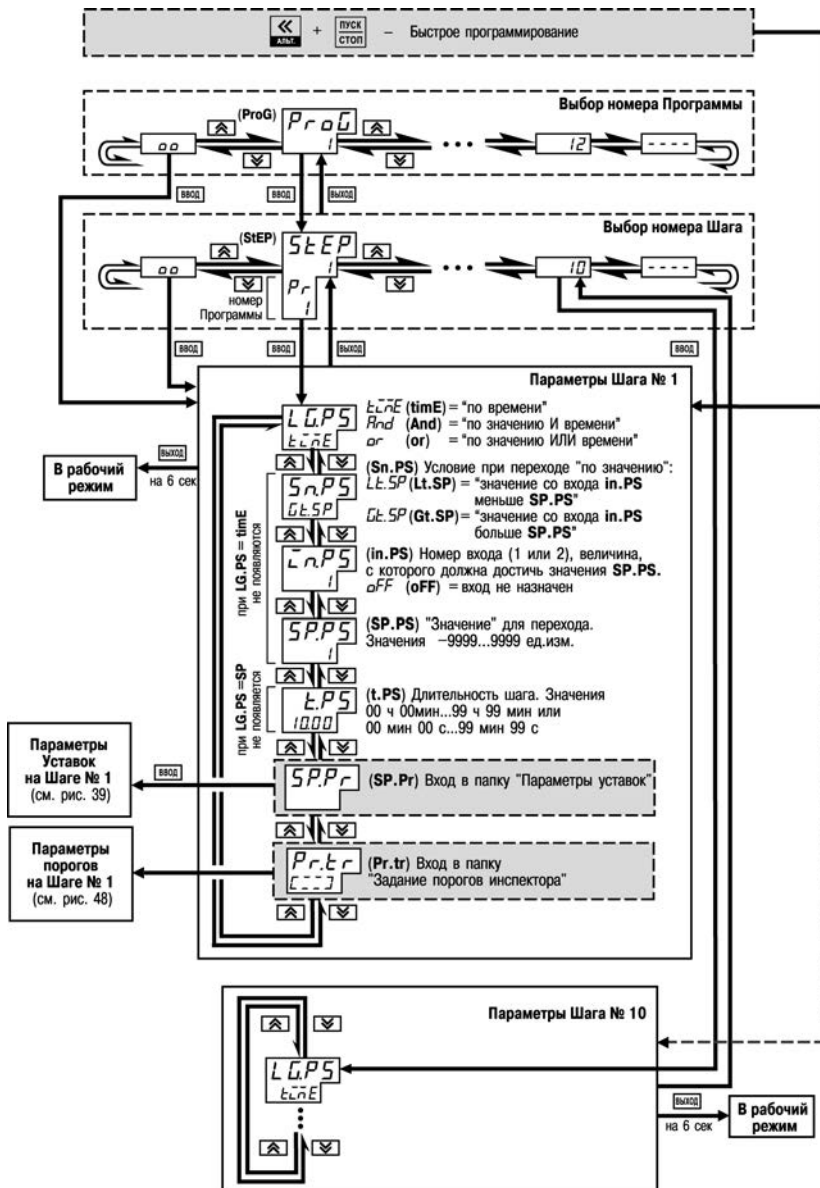 АЛЬТ. + ПУСК СТОП – Быстрое программирование
Выбор номера Программы
(ProG) ProG
oo 1 • • • 12 - - - -
ВВОД ВВОД ВЫХОД
Выбор номера Шага
(StEP) StEP
oo 1 • • • 10 - - - -
номер Программы Pr 1
ВВОД ВВОД ВЫХОД ВВОД
Параметры Шага № 1
LG.PS timE
timE (timE) = "по времени"
And (And) = "по значению И времени"
or (or) = "по значению ИЛИ времени"
ВЫХОД
на 6 сек
В рабочий
режим
при LG.PS = timE
не появляются
Sn.PS Gt.SP
(Sn.PS) Условие при переходе "по значению":
Lt.SP (Lt.SP) = "значение со входа in.PS
меньше SP.PS"
Gt.SP (Gt.SP) = "значение со входа in.PS
больше SP.PS"
in.PS 1
(in.PS) Номер входа (1 или 2), величина,
с которого должна достичь значения SP.PS.
oFF (oFF) = вход не назначен
SP.PS 1
(SP.PS) "Значение" для перехода.
Значения –9999...9999 ед.изм.
при LG.PS =SP
не появляется
t.PS 10.00
(t.PS) Длительность шага. Значения
00 ч 00мин...99 ч 99 мин или
00 мин 00 с...99 мин 99 с
Параметры
Уставок
на Шаге № 1
(см. рис. 39)
ВВОД
SP.Pr
(SP.Pr) Вход в папку "Параметры уставок"
Параметры
порогов
на Шаге № 1
(см. рис. 48)
Pr.tr [---]
(Pr.tr) Вход в папку
"Задание порогов инспектора"
Параметры Шага № 10
LG.PS timE
ВЫХОД
на 6 сек
В рабочий
режим